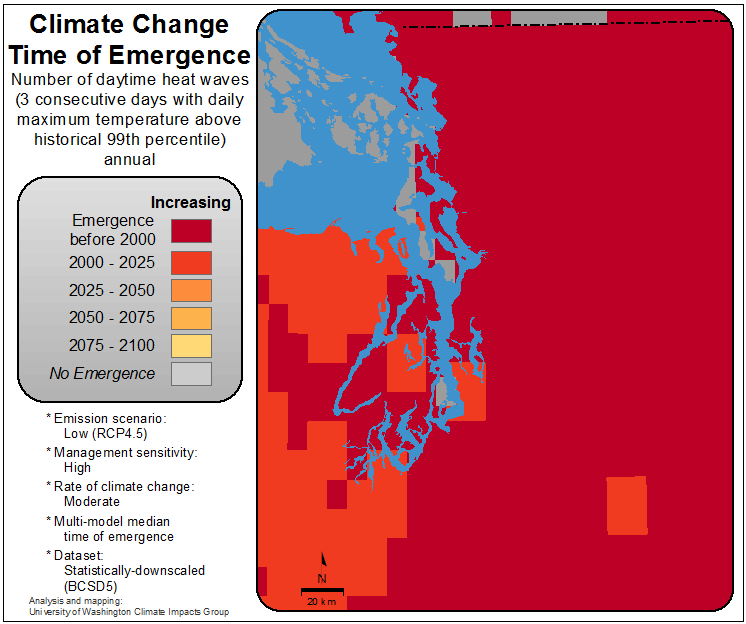 Climate Change
Time of Emergence
Number of daytime heat waves
(3 consecutive days with daily
maximum temperature above
historical 99th percentile)
annual
Increasing
Emergence
before 2000
2000 - 2025
2025 - 2050
2050 - 2075
2075 - 2100
No Emergence
* Emission scenario:
Low (RCP4.5)
* Management sensitivity:
High
* Rate of climate change:
Moderate
* Multi-model median
time of emergence
* Dataset:
Statistically-downscaled
(BCSD5)
Analysis and mapping:
University of Washington Climate Impacts Group
N
20 km